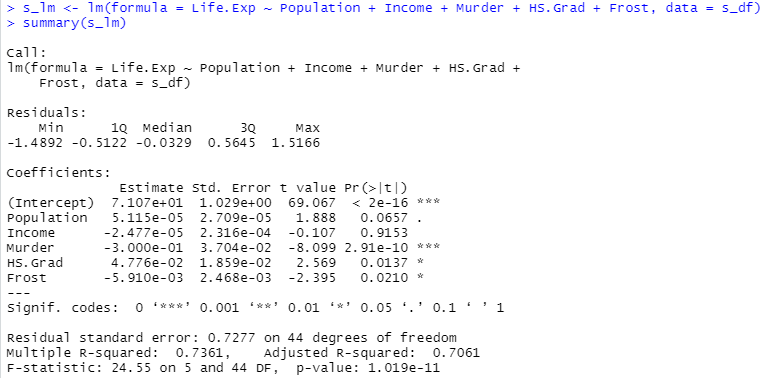 > s_lm <- lm(formula = Life.Exp ~ Population + Income + Murder + HS.Grad + Frost, data = s_df)
> summary(s_lm)
Call:
lm(formula = Life.Exp ~ Population + Income + Murder + HS.Grad +
    Frost, data = s_df)
Residuals:
    Min      1Q  Median      3Q     Max
-1.4892 -0.5122 -0.0329  0.5645  1.5166
Coefficients:
              Estimate Std. Error t value Pr(>|t|)
(Intercept)  7.107e+01  1.029e+00  69.067  < 2e-16 ***
Population   5.115e-05  2.709e-05   1.888   0.0657 .
Income      -2.477e-05  2.316e-04  -0.107   0.9153
Murder      -3.000e-01  3.704e-02  -8.099 2.91e-10 ***
HS.Grad      4.776e-02  1.859e-02   2.569   0.0137 *
Frost       -5.910e-03  2.468e-03  -2.395   0.0210 *
---
Signif. codes:  0 ‘***’ 0.001 ‘**’ 0.01 ‘*’ 0.05 ‘.’ 0.1 ‘ ’ 1
Residual standard error: 0.7277 on 44 degrees of freedom
Multiple R-squared:  0.7361,    Adjusted R-squared:  0.7061
F-statistic: 24.55 on 5 and 44 DF,  p-value: 1.019e-11